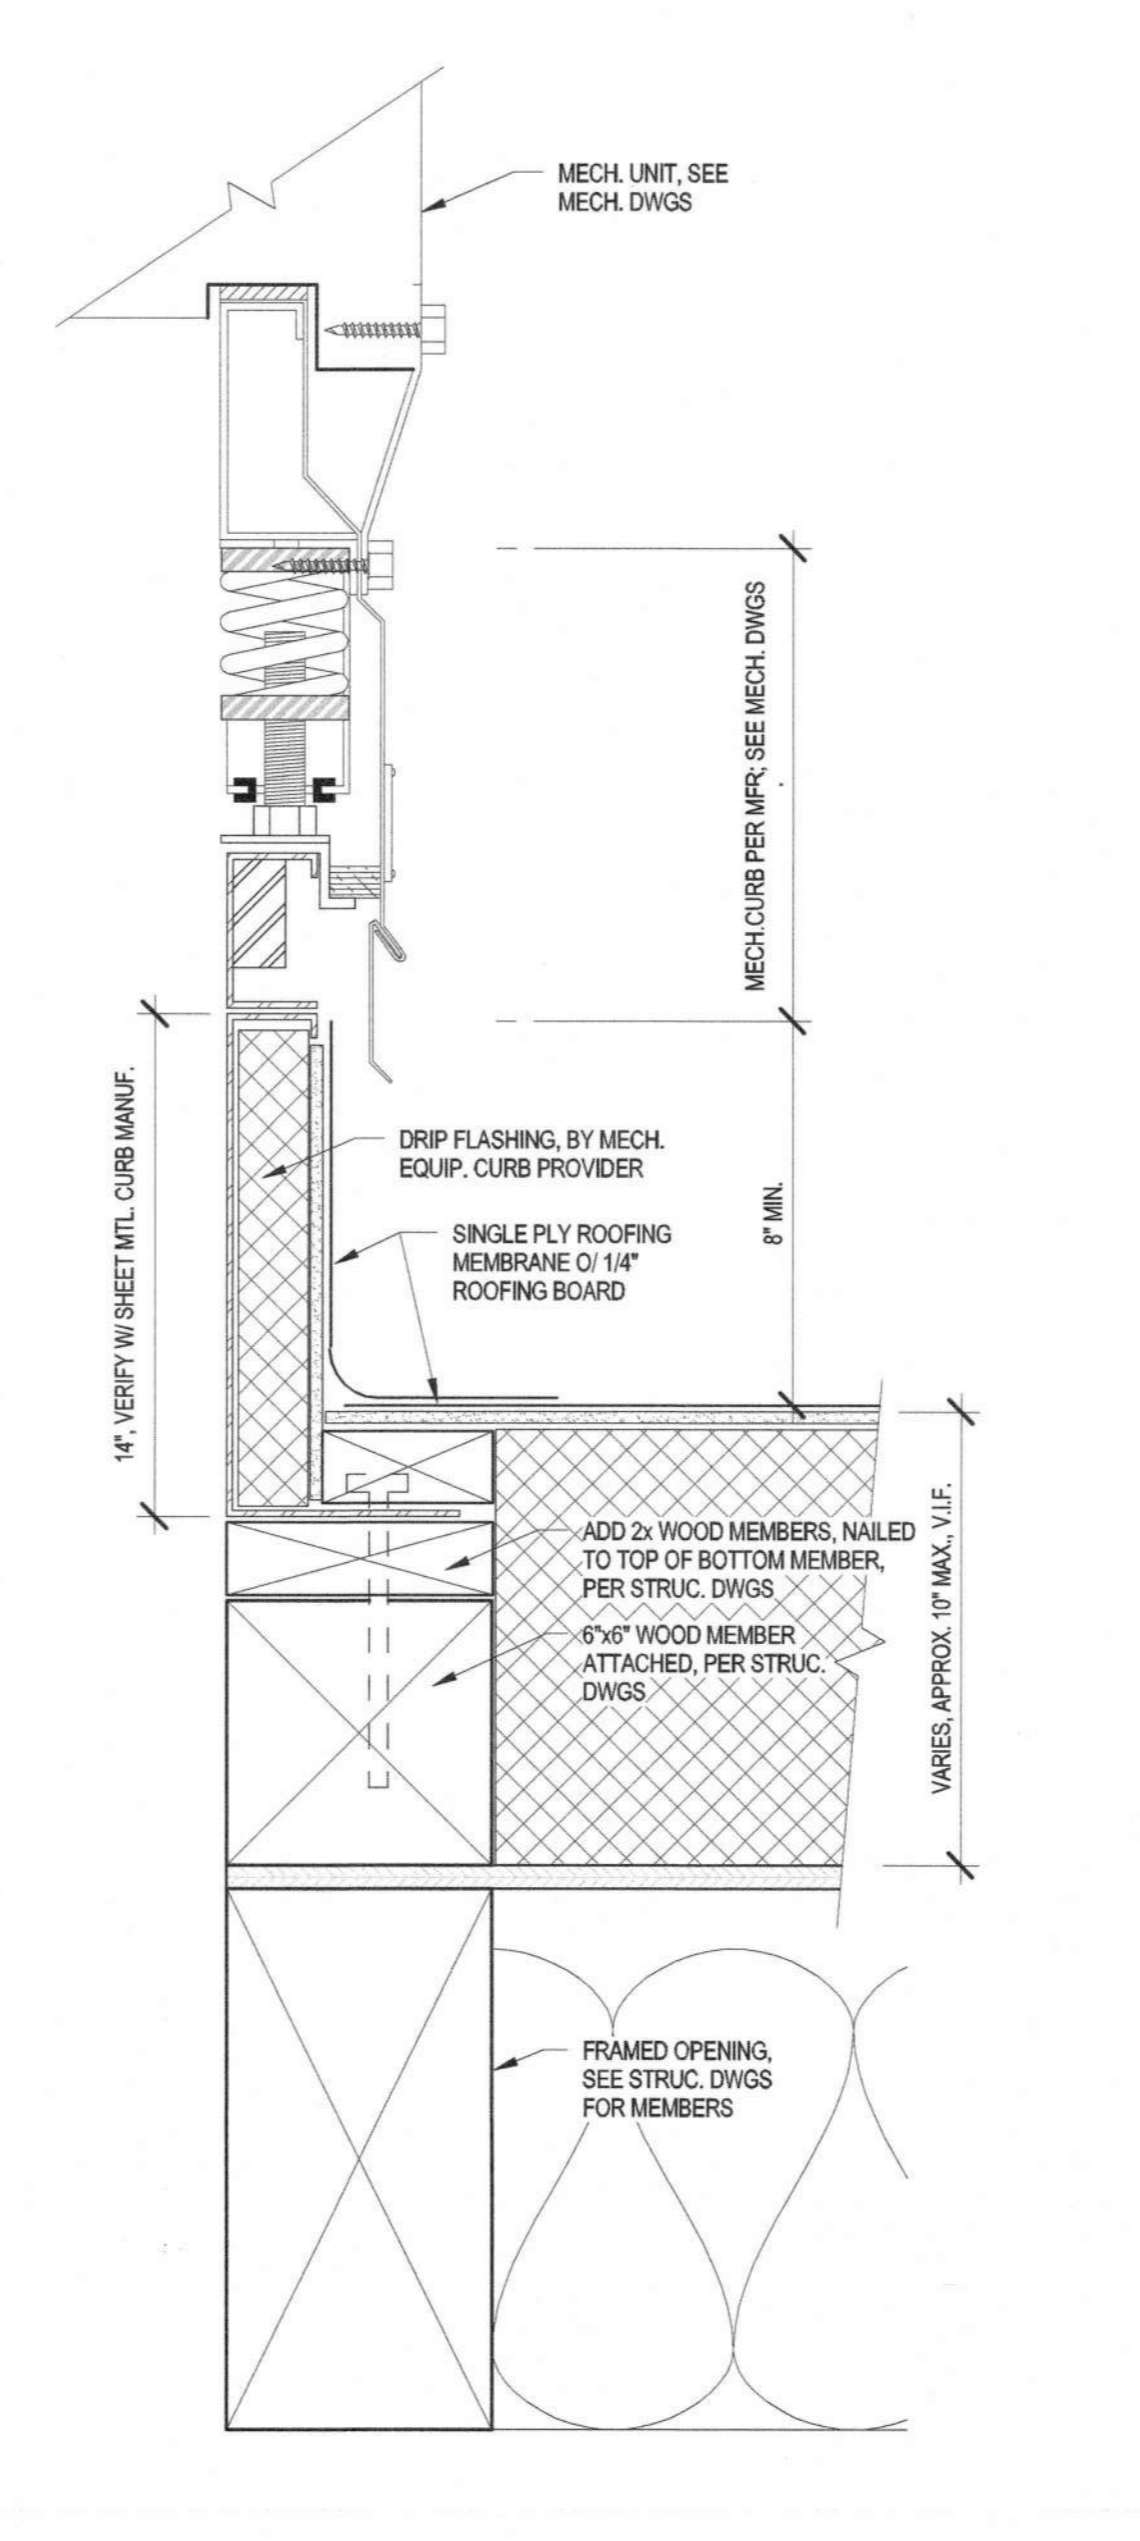 MECH. UNIT, SEE
MECH. DWGS
MECH.CURB PER MFR; SEE MECH. DWGS
14", VERIFY W/ SHEET MTL. CURB MANUF.
DRIP FLASHING, BY MECH.
EQUIP. CURB PROVIDER
8" MIN.
SINGLE PLY ROOFING
MEMBRANE O/ 1/4"
ROOFING BOARD
ADD 2x WOOD MEMBERS, NAILED
TO TOP OF BOTTOM MEMBER,
PER STRUC. DWGS
6"x6" WOOD MEMBER
ATTACHED, PER STRUC.
DWGS
VARIES, APPROX. 10" MAX., V.I.F.
FRAMED OPENING,
SEE STRUC. DWGS
FOR MEMBERS